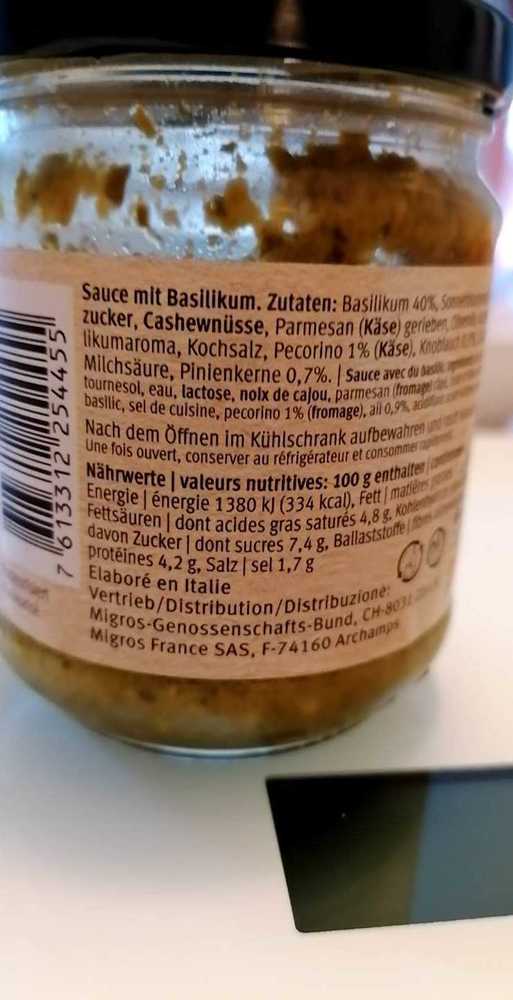 Sauce mit Basilikum. Zutaten: Basilikum 40%,
zucker, Cashewnüsse, Parmesan (Käse) gerieben,
likumaroma, Kochsalz, Pecorino 1% (Käse), Knoblauch
Milchsäure, Pinienkerne 0,7%. | Sauce avec du basilic,
tournesol, eau, lactose, noix de cajou, parmesan (fromage)
basilic, sel de cuisine, pecorino 1% (fromage), ail 0,9%,
Nach dem Öffnen im Kühlschrank aufbewahren und
Une fois ouvert, conserver au réfrigérateur et consommer
Nährwerte | valeurs nutritives: 100 g enthalten |
Energie | énergie 1380 kJ (334 kcal), Fett | matières
Fettsäuren | dont acides gras saturés 4,8 g,
davon Zucker | dont sucres 7,4 g, Ballaststoffe |
protéines 4,2 g, Salz | sel 1,7 g
Elaboré en Italie
Vertrieb/Distribution/Distribuzione:
Migros-Genossenschafts-Bund, CH-8031
Migros France SAS, F-74160 Archamps
7 613312 254455